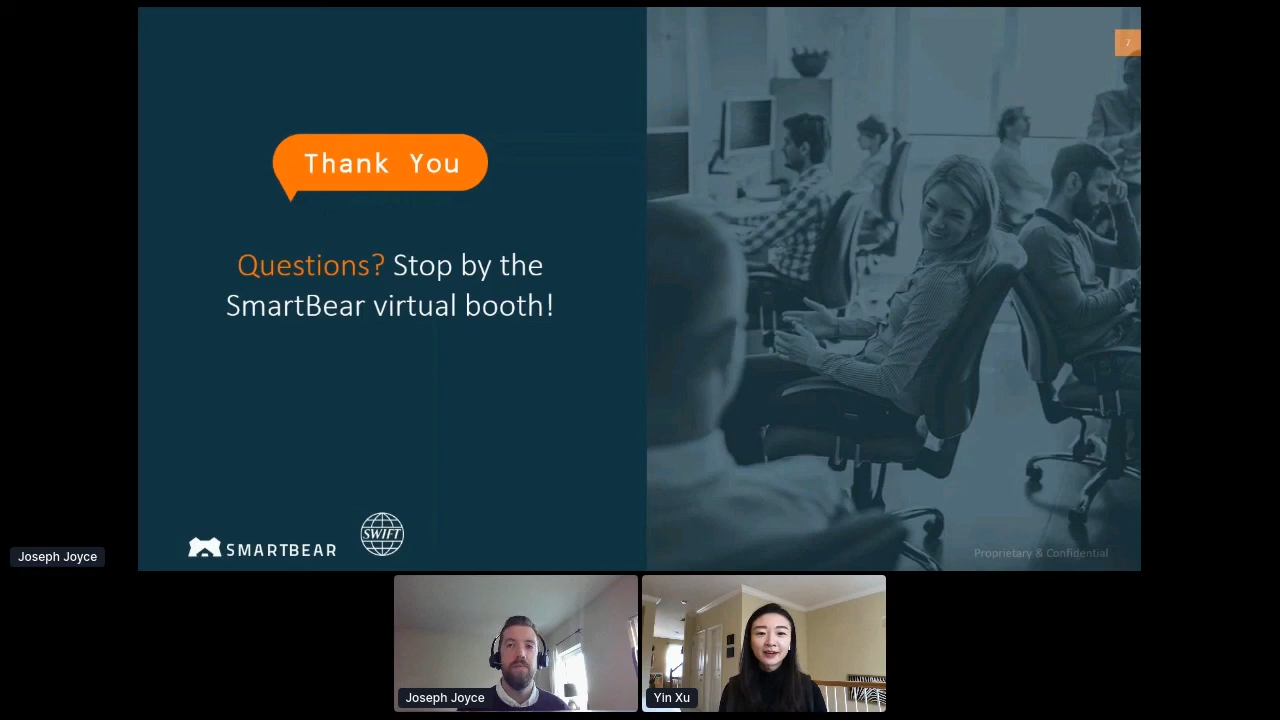 7
Thank You
Questions? Stop by the
SmartBear virtual booth!
SMARTBEAR
SWIFT
Proprietary & Confidential
Joseph Joyce
Joseph Joyce
Yin Xu